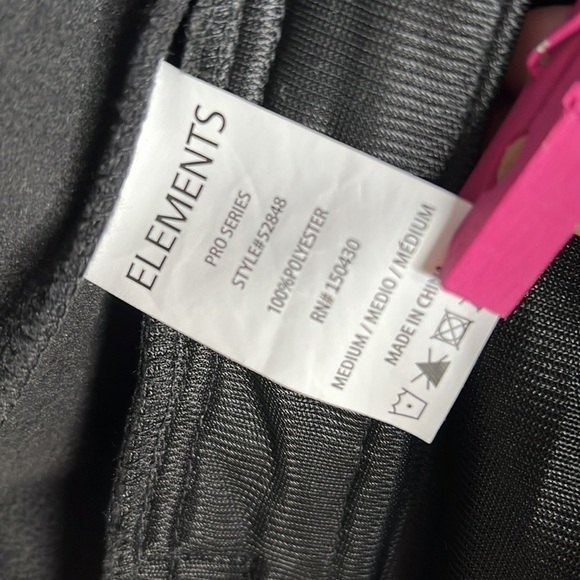 ELEMENTS
PRO SERIES
STYLE#52848
100%POLYESTER
RN# 150430
MEDIUM / MEDIO / MÉDIUM
MADE IN CHIN